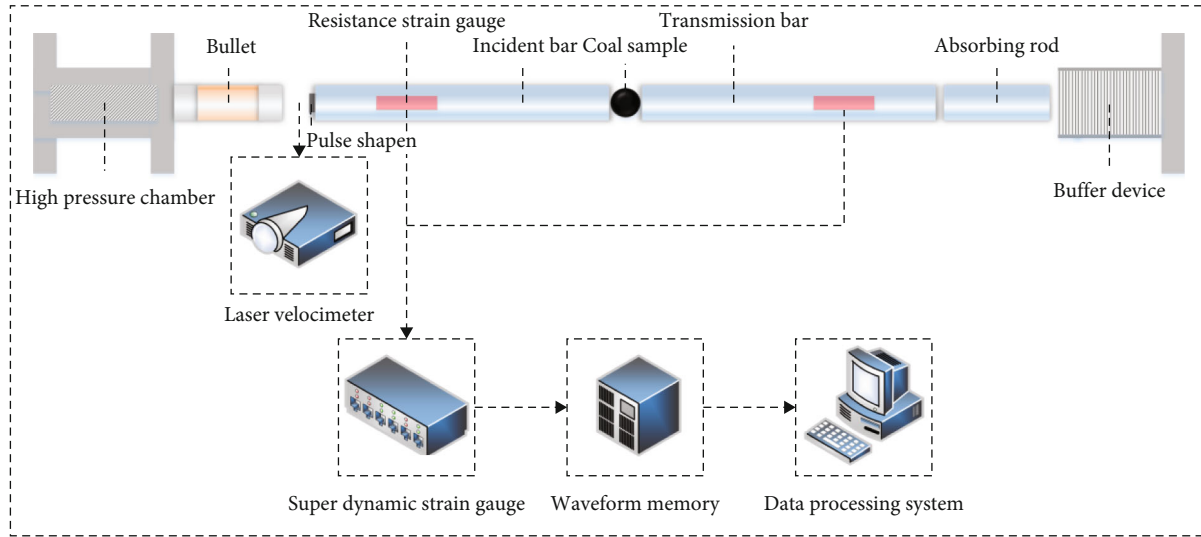 Resistance strain gauge
Transmission bar
Bullet
Incident bar Coal sample
Absorbing rod
Pulse shapen
High pressure chamber
Buffer device
Laser velocimeter
Super dynamic strain gauge
Waveform memory
Data processing system